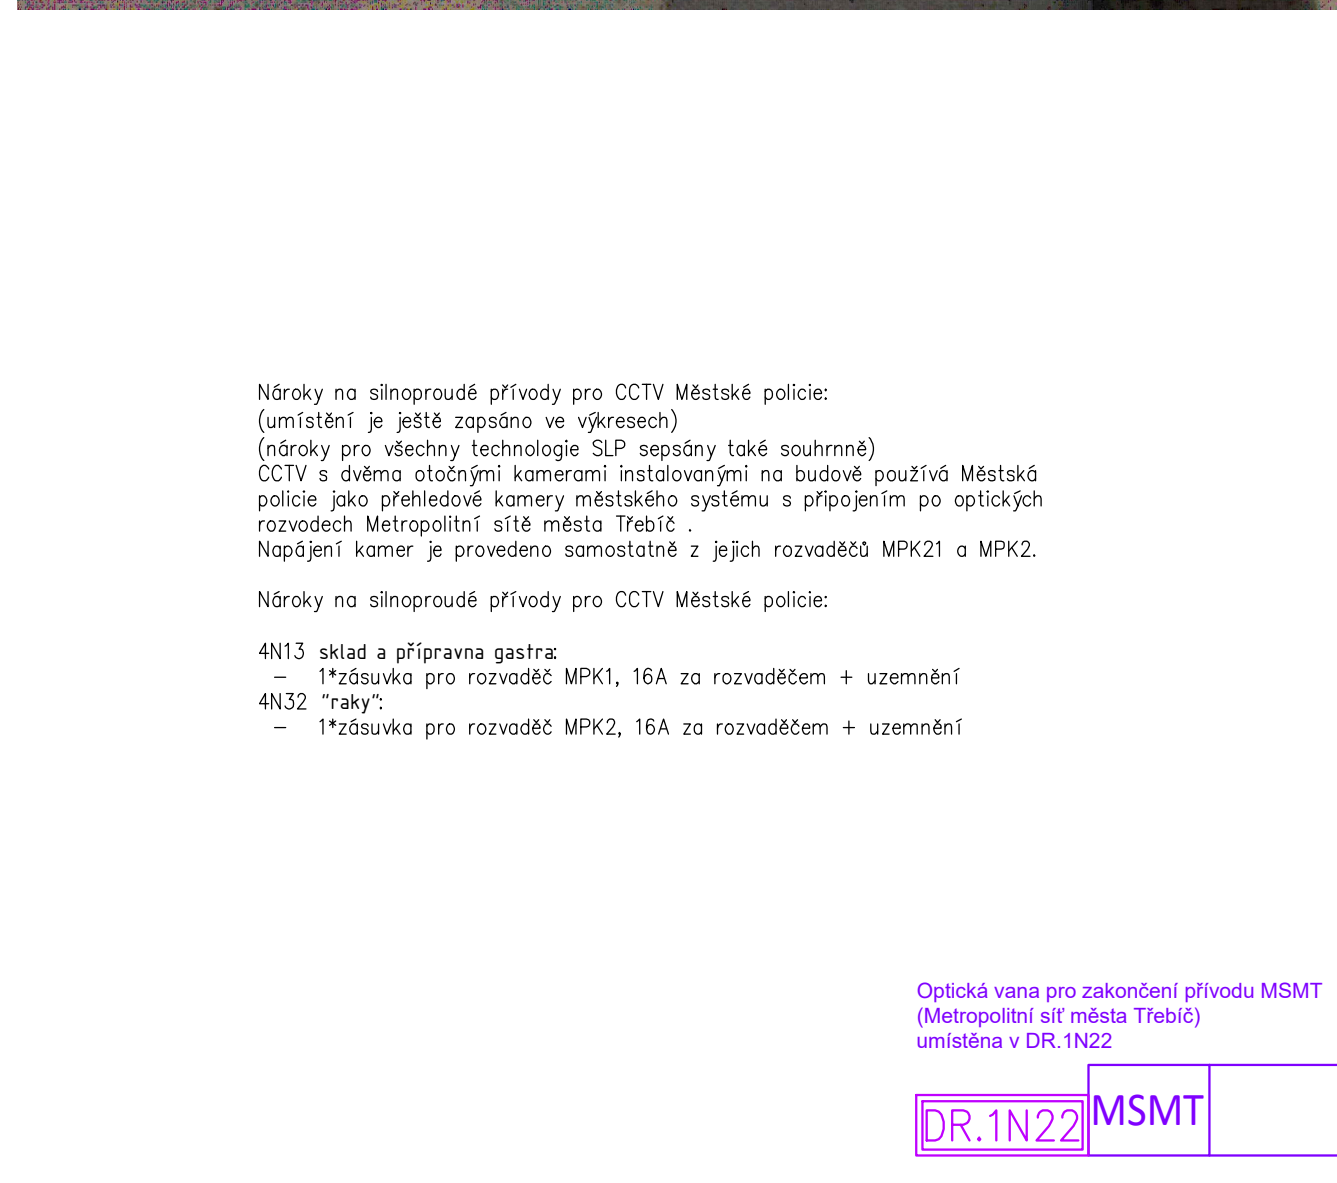 Nároky na silnoproudé přívody pro CCTV Městské policie:
(umístění je ještě zapsáno ve výkresech)
(nároky pro všechny technologie SLP sepsány také souhrnně)
CCTV s dvěma otočnými kamerami instalovanými na budově používá Městská
policie jako přehledové kamery městského systému s připojením po optických
rozvodech Metropolitní sítě města Třebíč .
Napájení kamer je provedeno samostatně z jejich rozvaděčů MPK21 a MPK2.
Nároky na silnoproudé přívody pro CCTV Městské policie:
4N13 sklad a přípravna gastra:
– 1*zásuvka pro rozvaděč MPK1, 16A za rozvaděčem + uzemnění
4N32 "raky":
– 1*zásuvka pro rozvaděč MPK2, 16A za rozvaděčem + uzemnění
Optická vana pro zakončení přívodu MSMT
(Metropolitní síť města Třebíč)
umístěna v DR.1N22
DR.1N22 MSMT